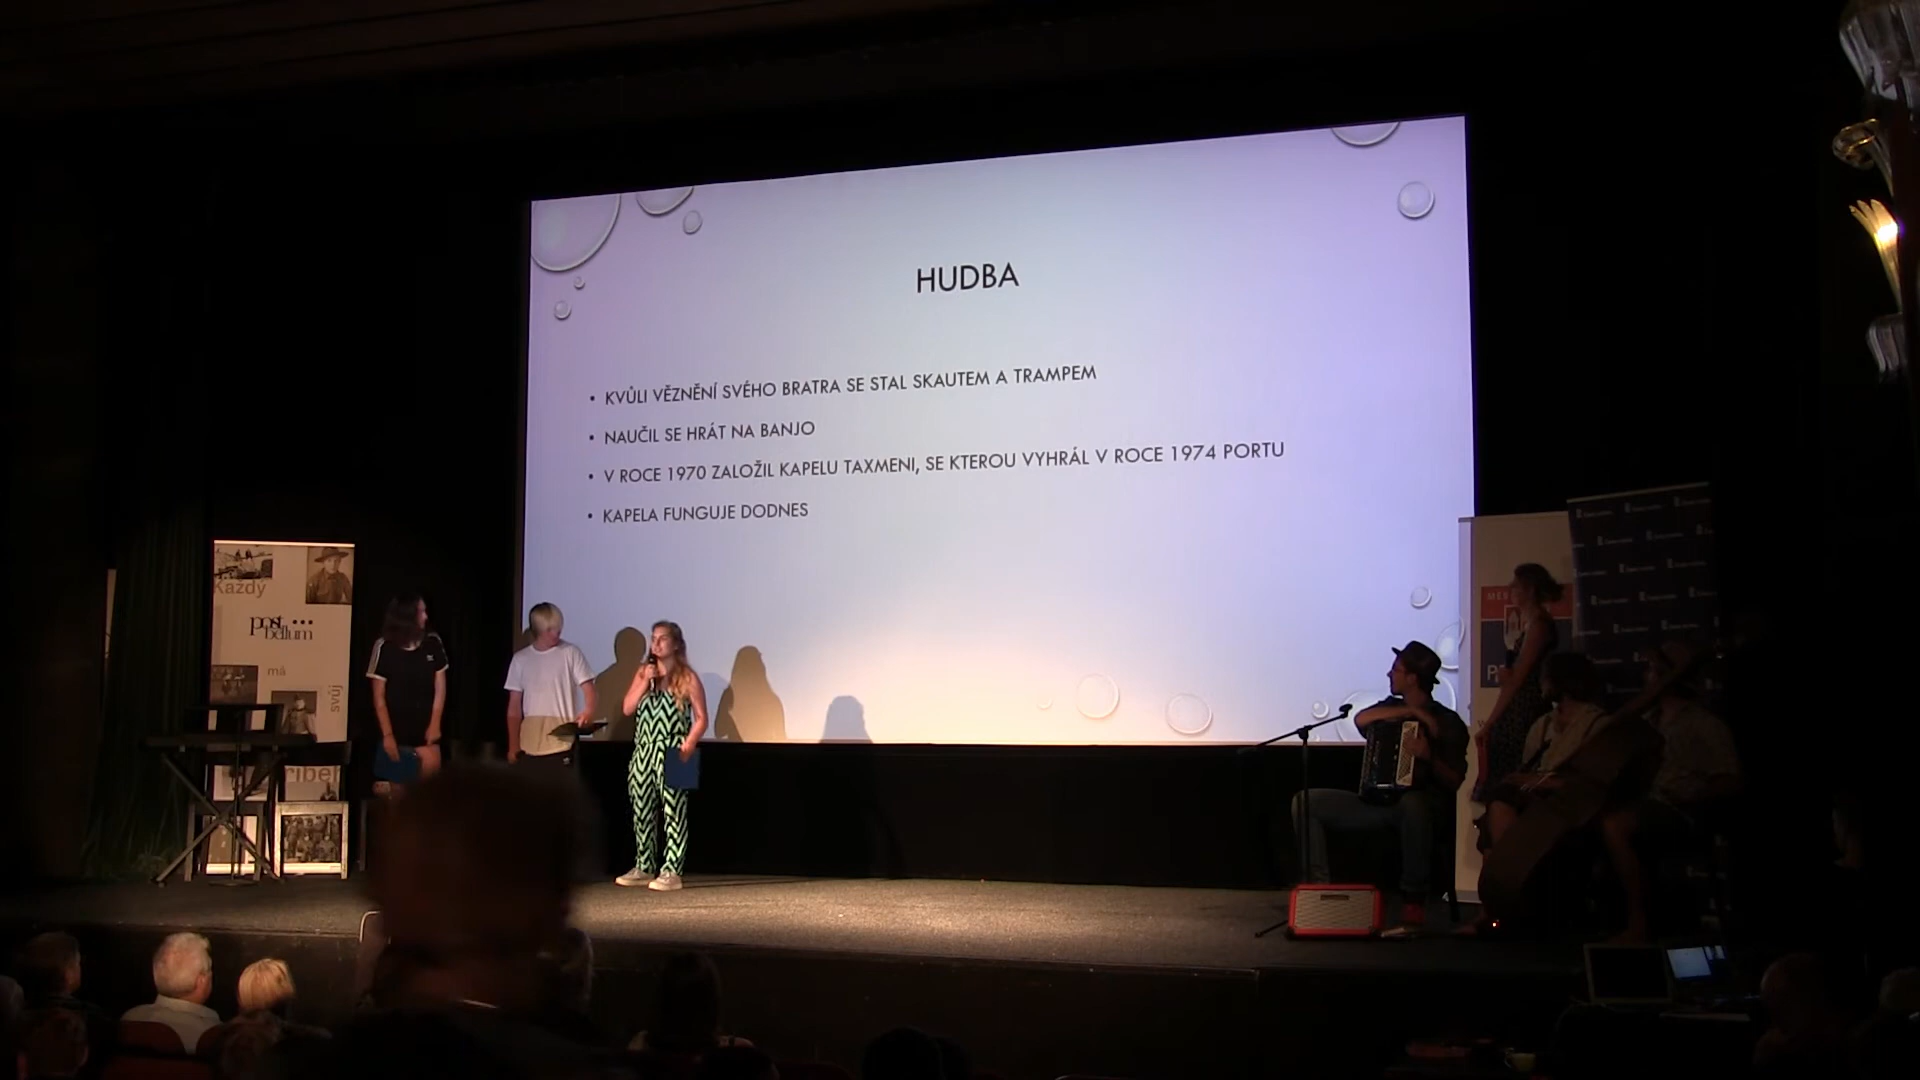 HUDBA
• KVŮLI VĚZNĚNÍ SVÉHO BRATRA SE STAL SKAUTEM A TRAMPEM
• NAUČIL SE HRÁT NA BANJO
• V ROCE 1970 ZALOŽIL KAPELU TAXMENI, SE KTEROU VYHRÁL V ROCE 1974 PORTU
• KAPELA FUNGUJE DODNES
Každý
post bellum
má
svůj